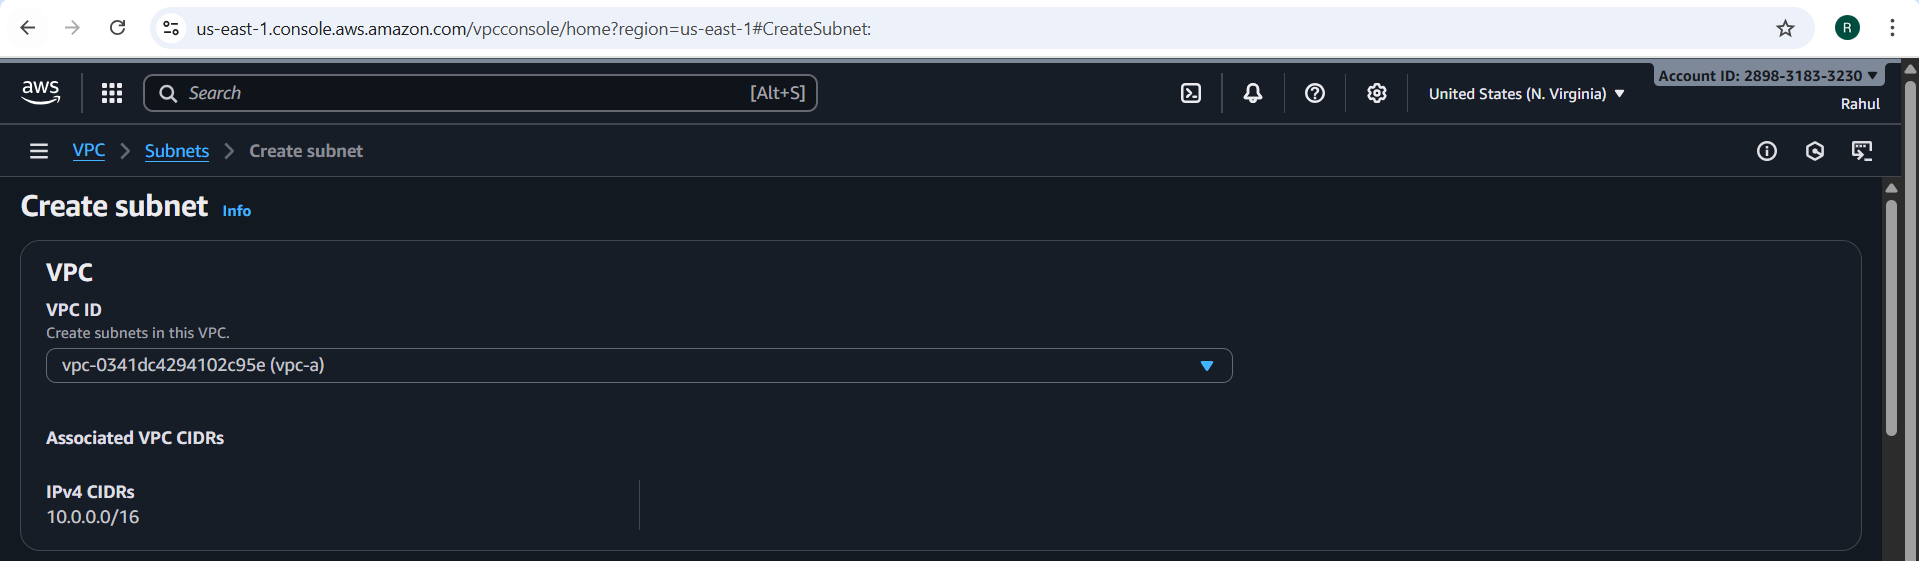 us-east-1.console.aws.amazon.com/vpcconsole/home?region=us-east-1#CreateSubnet:
R
aws
Search
[Alt+S]
United States (N. Virginia)
Account ID: 2898-3183-3230
Rahul
VPC
Subnets
Create subnet
Create subnet
Info
VPC
VPC ID
Create subnets in this VPC.
vpc-0341dc4294102c95e (vpc-a)
Associated VPC CIDRs
IPv4 CIDRs
10.0.0.0/16